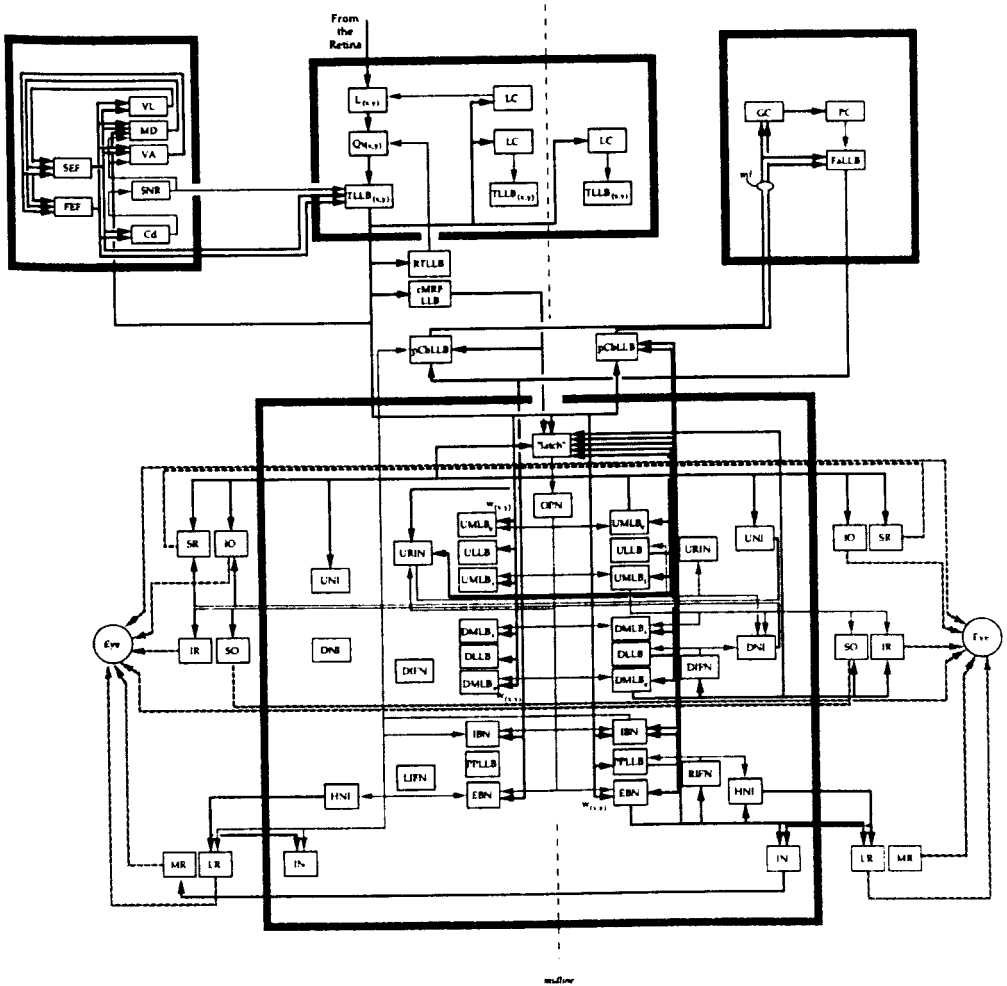 From
the
Retina
L(x,y)
LC
VL
MD
VA
SEF
SNR
FEF
Cd
Qv(x,y)
LC
LC
TLLB(x,y)
TLLB(x,y)
TLLB(x,y)
GC
PC
FaLLB
mf
RTLLB
cMRF
LLB
pCbLLB
pCbLLB
"latch"
OPN
w(x,y)
SR
IO
URIN
UMLB
ULLB
UMLB
UMLB
ULLB
UMLB
URIN
UNI
IO
SR
UNI
Eye
IR
SO
DNI
DIFN
DMLB
DLLB
DMLB
w(x,y)
DMLB
DLLB
DMLB
DIFN
DNI
SO
IR
Eye
IBN
PPLLB
EBN
IBN
PPLLB
EBN
w(x,y)
HNI
LIFN
RIFN
HNI
MR
LR
IN
IN
LR
MR
midline